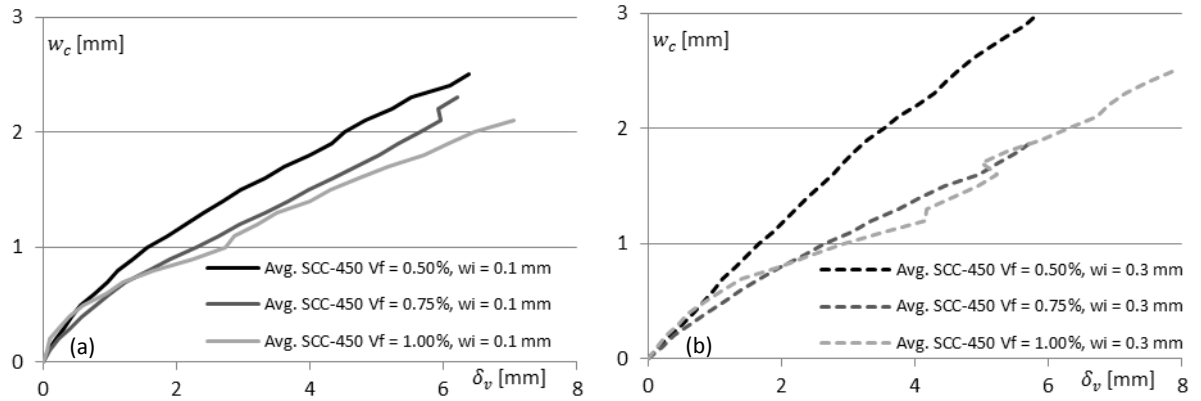 3
w_c [mm]
2
1
Avg. SCC-450 Vf = 0.50%, wi = 0.1 mm
Avg. SCC-450 Vf = 0.75%, wi = 0.1 mm
Avg. SCC-450 Vf = 1.00%, wi = 0.1 mm
(a)
0
δ_v [mm]
0 2 4 6 8
3
w_c [mm]
2
1
Avg. SCC-450 Vf = 0.50%, wi = 0.3 mm
Avg. SCC-450 Vf = 0.75%, wi = 0.3 mm
Avg. SCC-450 Vf = 1.00%, wi = 0.3 mm
(b)
0
δ_v [mm]
0 2 4 6 8